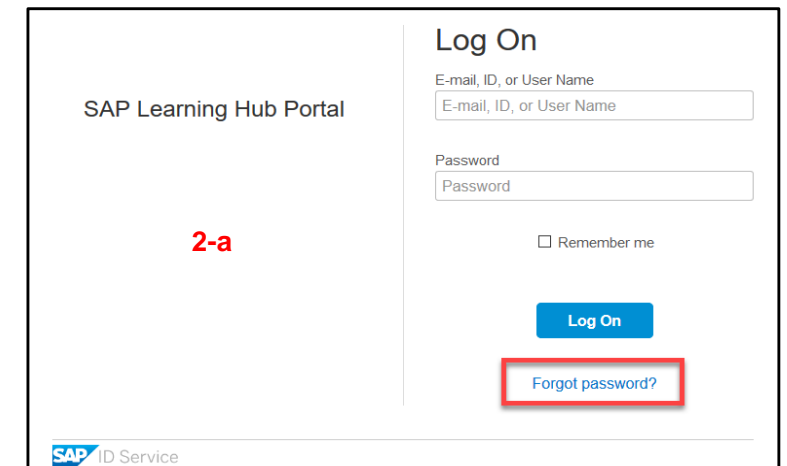 SAP Learning Hub Portal
2-a
Log On
E-mail, ID, or User Name
E-mail, ID, or User Name
Password
Password
Remember me
Log On
Forgot password?
SAP ID Service